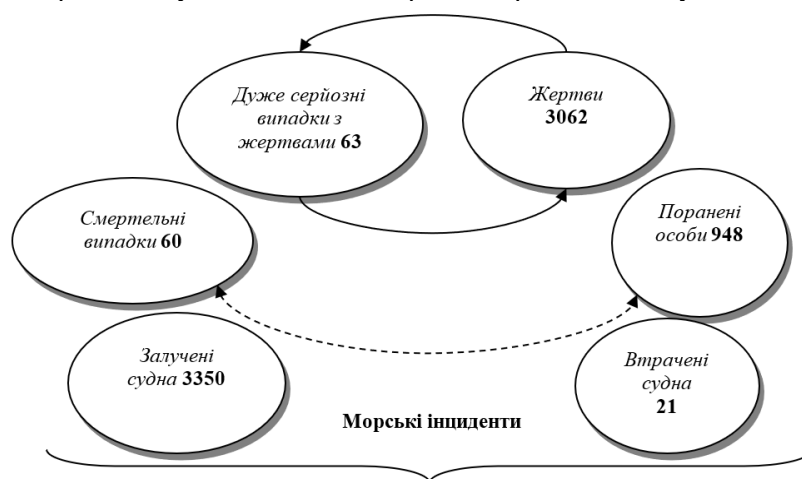 Дуже серйозні
випадки з
жертвами 63
Жертви
3062
Смертельні
випадки 60
Поранені
особи 948
Залучені
судна 3350
Втрачені
судна
21
Морські інциденти